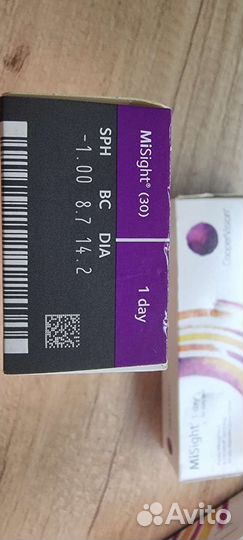 MiSight® (30)
1 day
SPH BC DIA
-1.00 8.7 14.2
CooperVision®
MiSight® 1 day
Avito